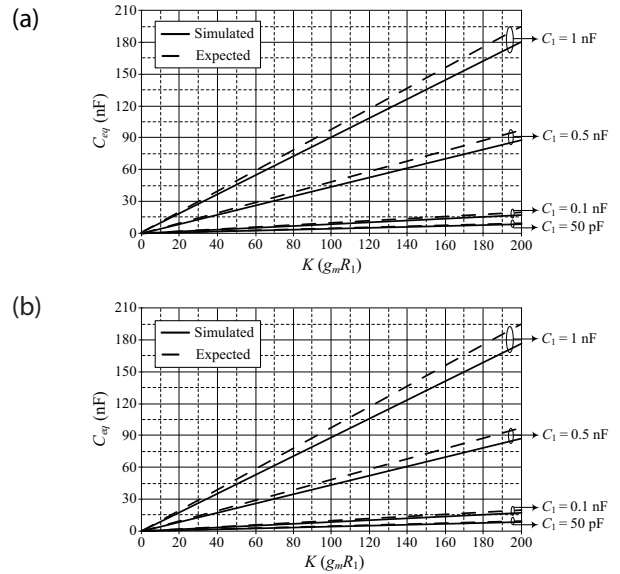 (a)
210
180
150
120
90
60
30
0
C_eq (nF)
Simulated
Expected
C₁ = 1 nF
C₁ = 0.5 nF
C₁ = 0.1 nF
C₁ = 50 pF
0 20 40 60 80 100 120 140 160 180 200
K (g_mR₁)
(b)
210
180
150
120
90
60
30
0
C_eq (nF)
Simulated
Expected
C₁ = 1 nF
C₁ = 0.5 nF
C₁ = 0.1 nF
C₁ = 50 pF
0 20 40 60 80 100 120 140 160 180 200
K (g_mR₁)